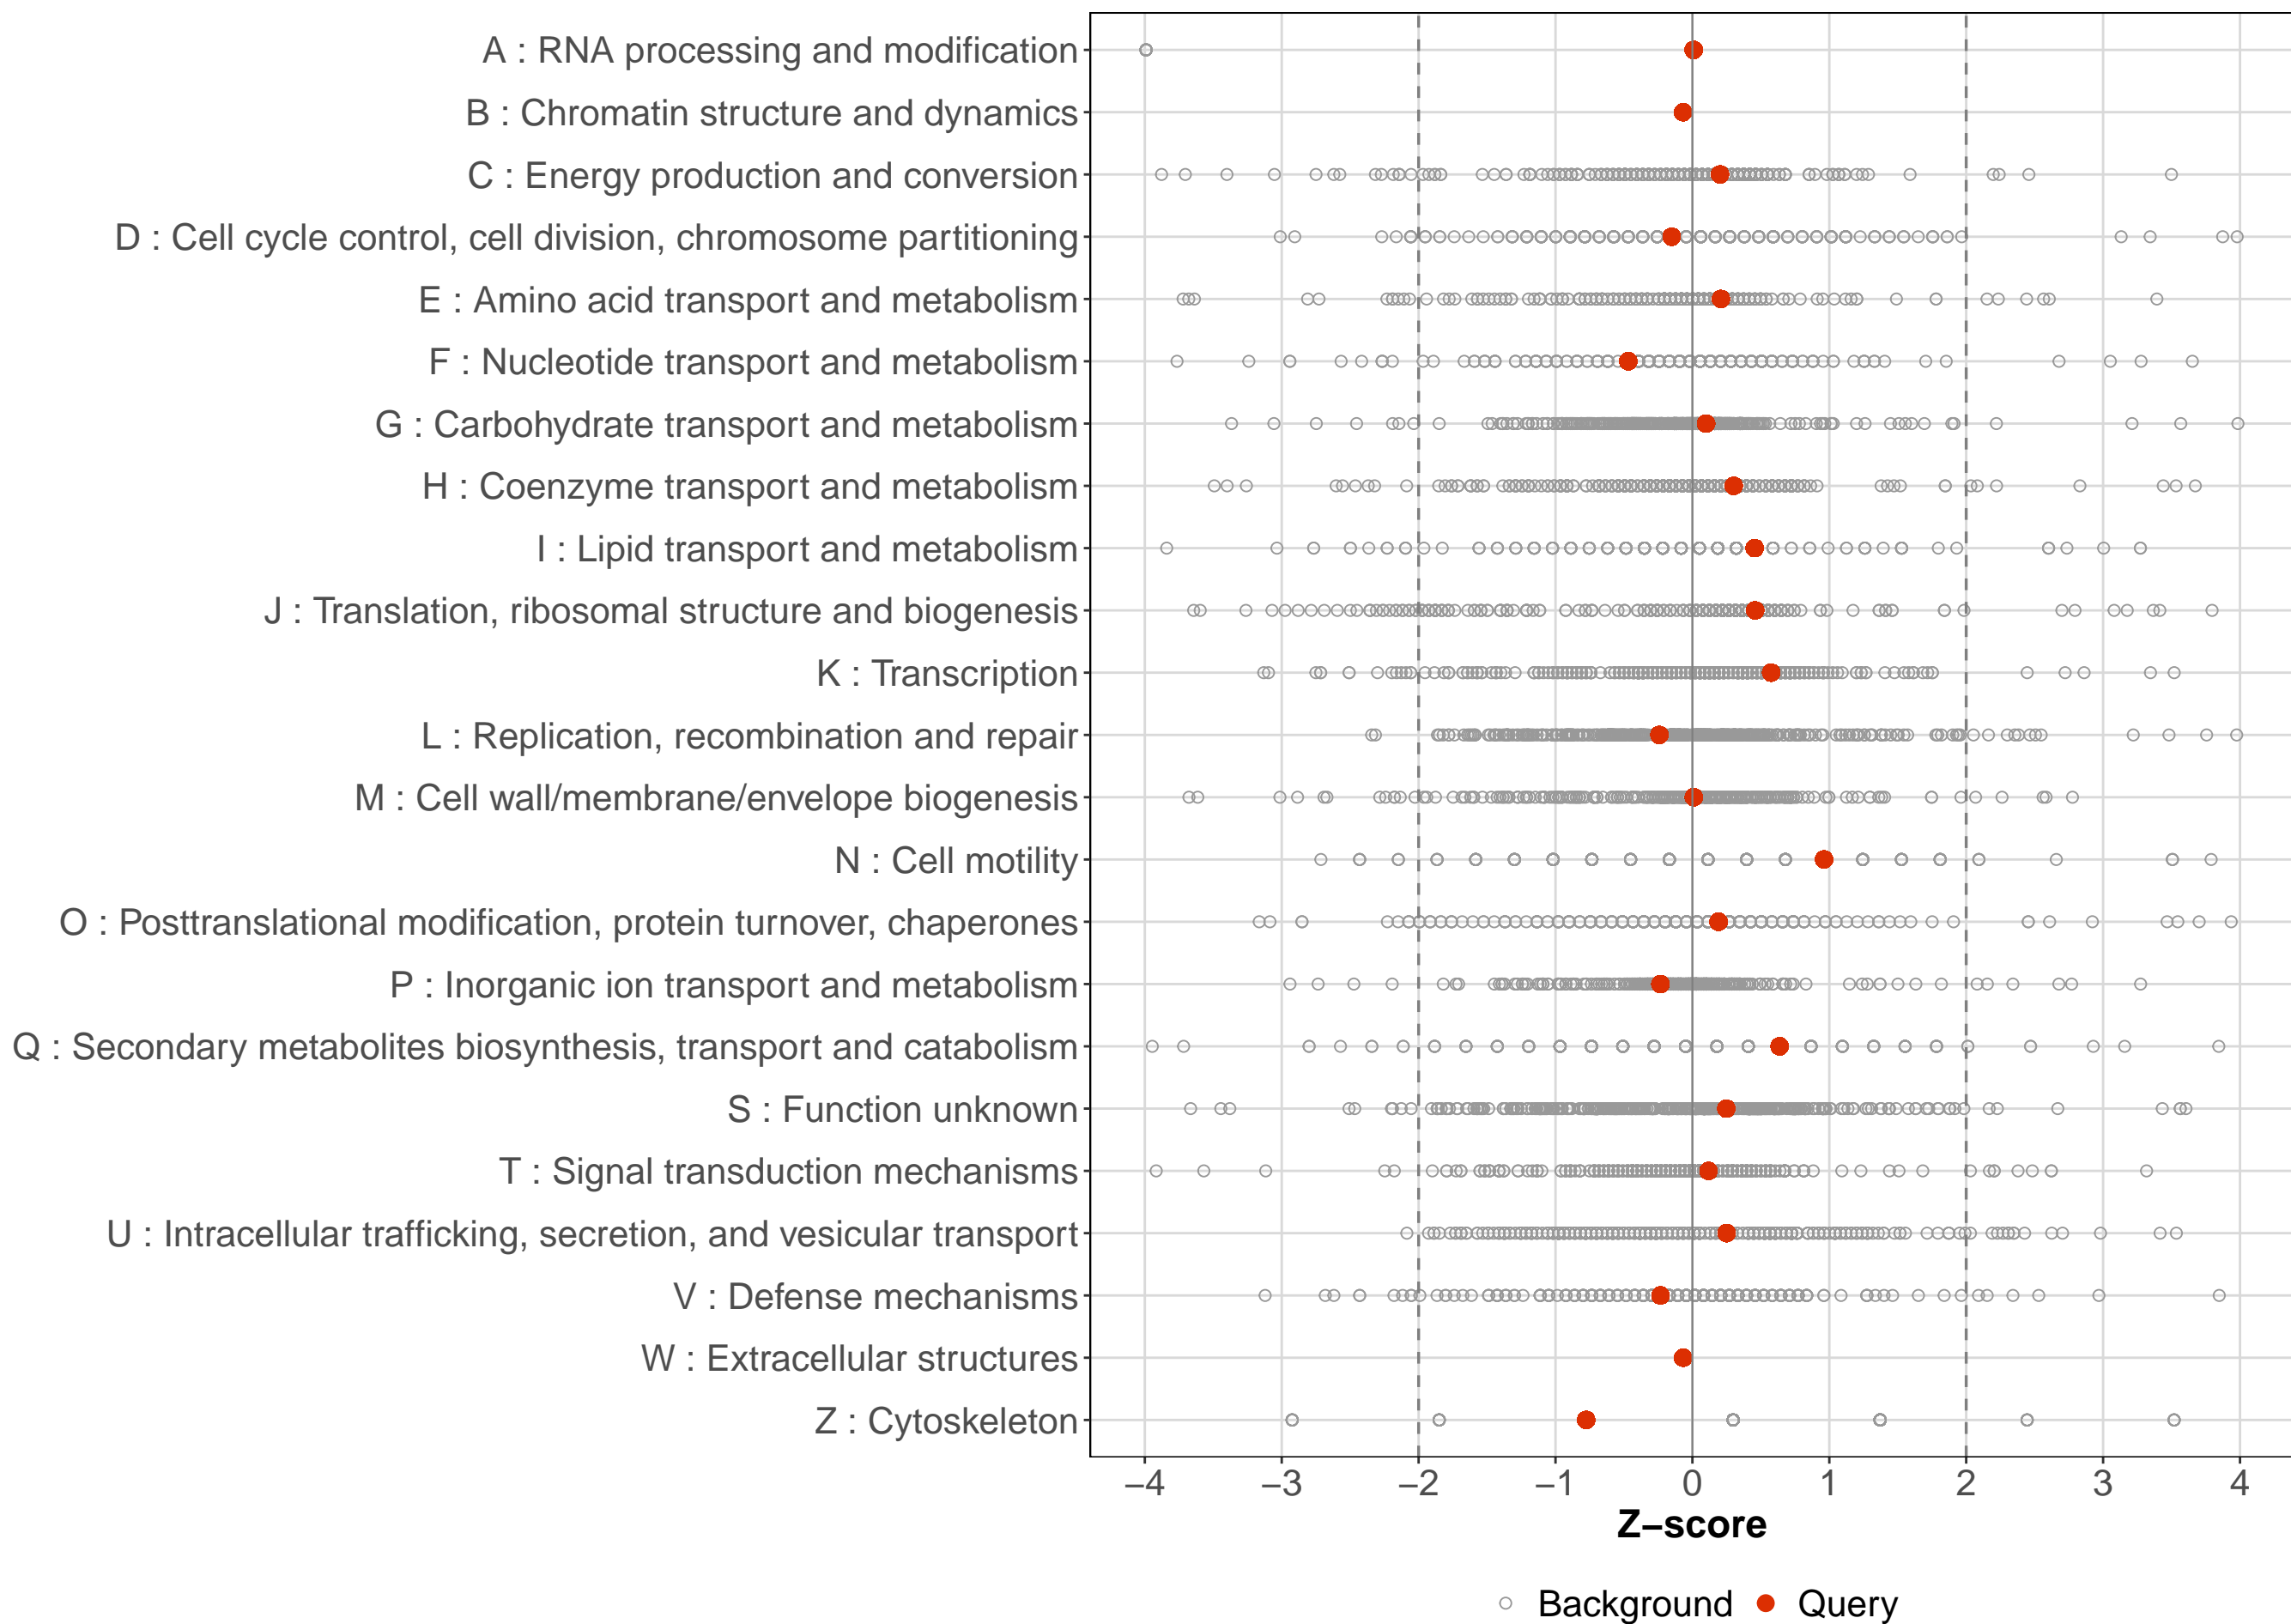 A : RNA processing and modification
B : Chromatin structure and dynamics
C : Energy production and conversion
D : Cell cycle control, cell division, chromosome partitioning
E : Amino acid transport and metabolism
F : Nucleotide transport and metabolism
G : Carbohydrate transport and metabolism
H : Coenzyme transport and metabolism
I : Lipid transport and metabolism
J : Translation, ribosomal structure and biogenesis
K : Transcription
L : Replication, recombination and repair
M : Cell wall/membrane/envelope biogenesis
N : Cell motility
O : Posttranslational modification, protein turnover, chaperones
P : Inorganic ion transport and metabolism
Q : Secondary metabolites biosynthesis, transport and catabolism
S : Function unknown
T : Signal transduction mechanisms
U : Intracellular trafficking, secretion, and vesicular transport
V : Defense mechanisms
W : Extracellular structures
Z : Cytoskeleton
−4 −3 −2 −1 0 1 2 3 4
Z−score
Background Query